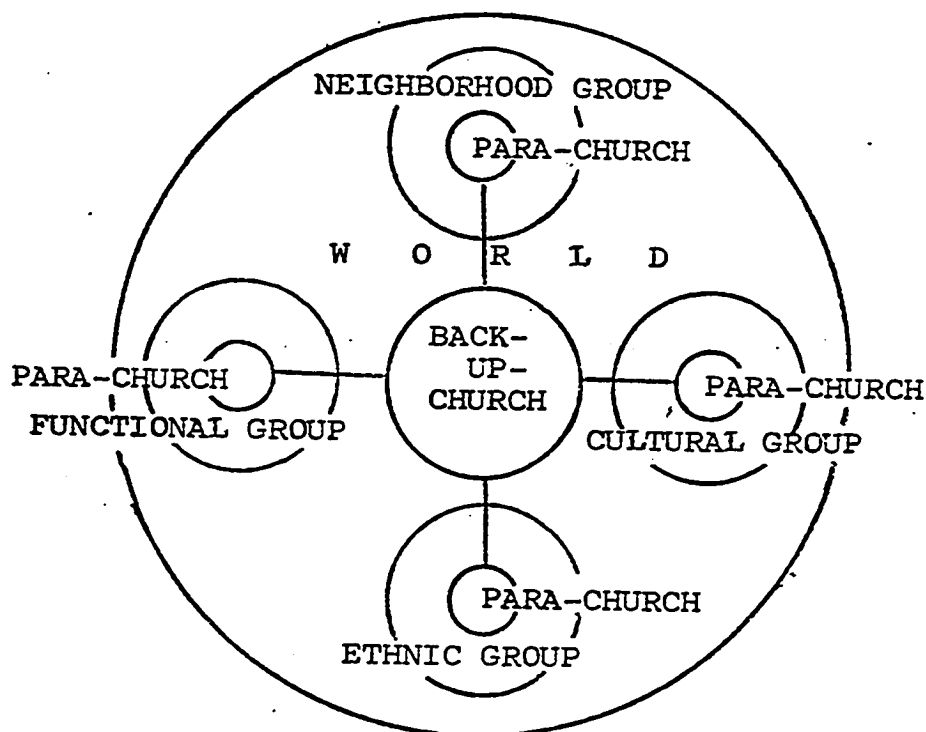 NEIGHBORHOOD GROUP
PARA-CHURCH
W O R L D
BACK-
UP-
CHURCH
PARA-CHURCH
FUNCTIONAL GROUP
PARA-CHURCH
CULTURAL GROUP
PARA-CHURCH
ETHNIC GROUP